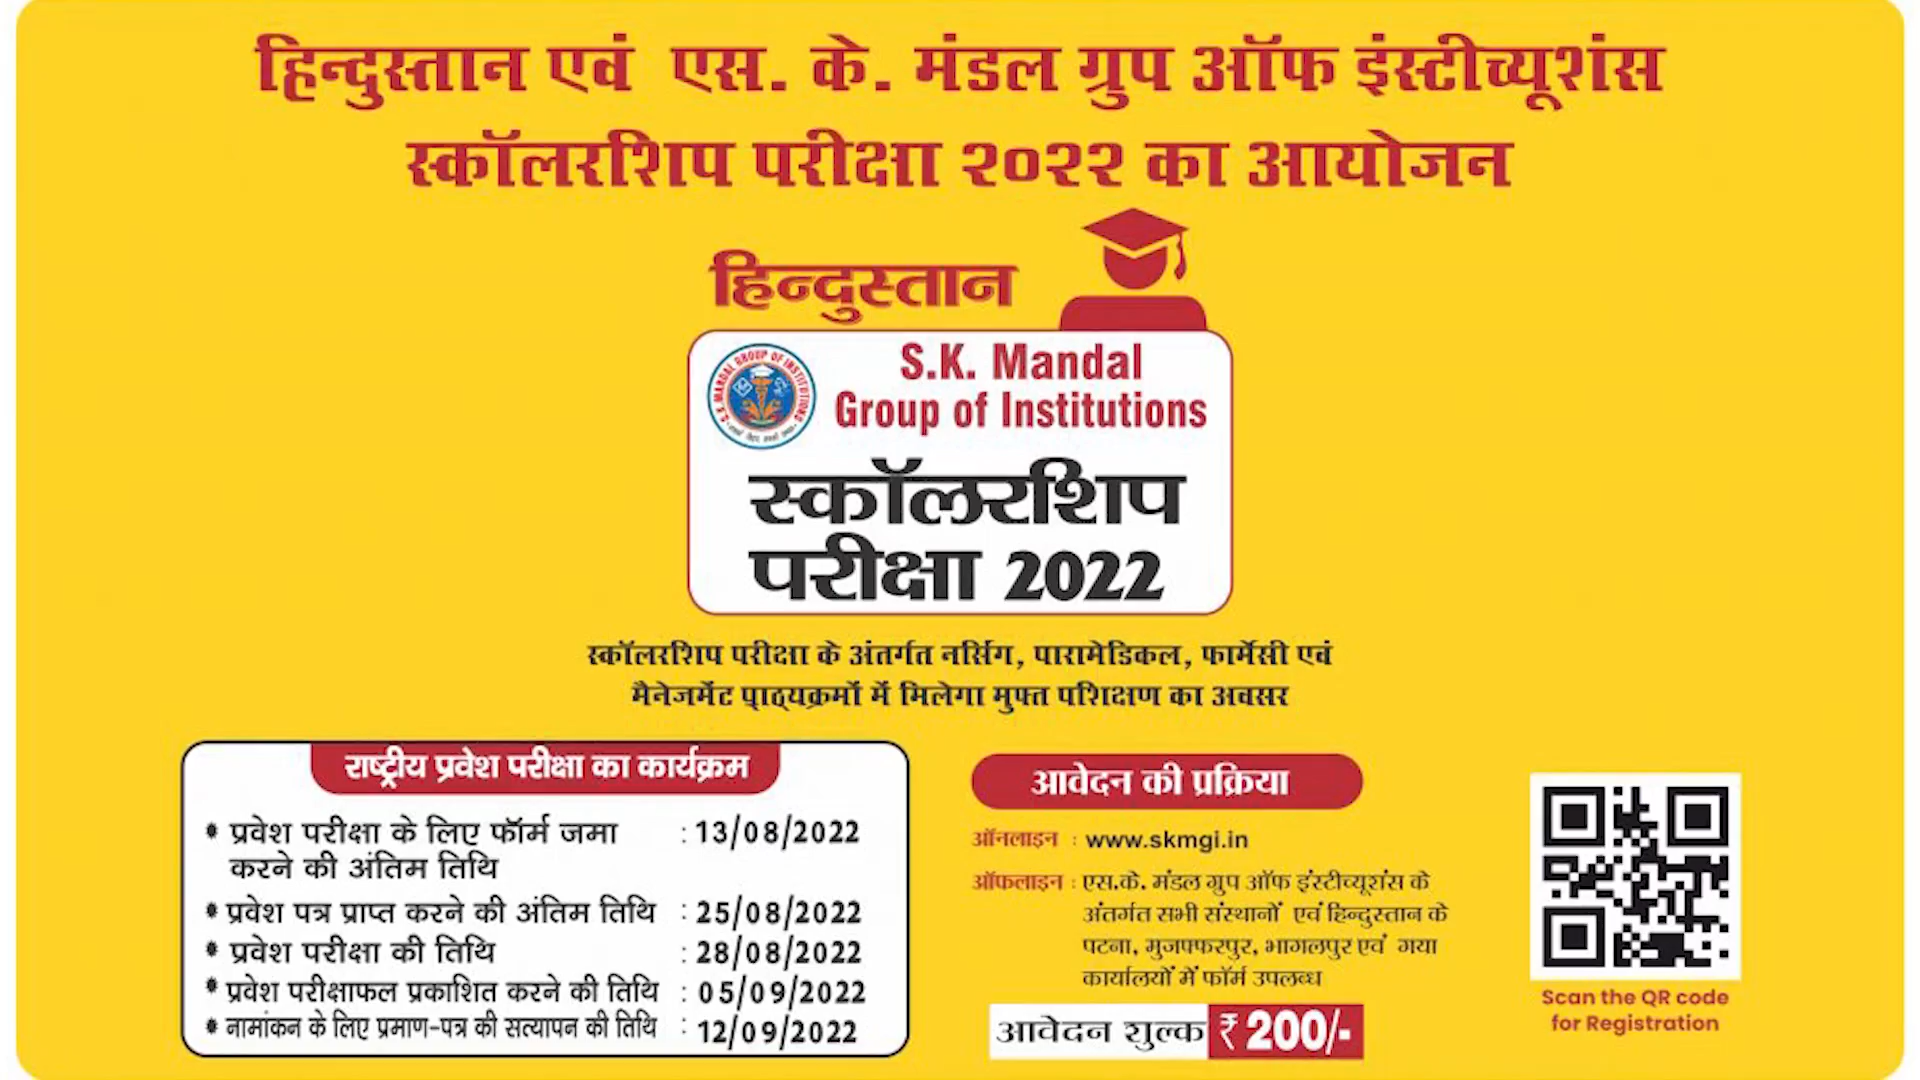 हिन्दुस्तान एवं एस. के. मंडल ग्रुप ऑफ इंस्टीच्यूशंस
स्कॉलरशिप परीक्षा २०२२ का आयोजन
हिन्दुस्तान
S.K. MANDAL GROUP OF INSTITUTIONS
S.K. Mandal
Group of Institutions
स्कॉलरशिप
परीक्षा 2022
स्कॉलरशिप परीक्षा के अंतर्गत नर्सिंग, पारामेडिकल, फार्मेसी एवं
मैनेजमेंट पाठ्यक्रमों में मिलेगा मुफ्त पशिक्षण का अवसर
राष्ट्रीय प्रवेश परीक्षा का कार्यक्रम
* प्रवेश परीक्षा के लिए फॉर्म जमा : 13/08/2022
करने की अंतिम तिथि
* प्रवेश पत्र प्राप्त करने की अंतिम तिथि : 25/08/2022
* प्रवेश परीक्षा की तिथि : 28/08/2022
* प्रवेश परीक्षाफल प्रकाशित करने की तिथि : 05/09/2022
* नामांकन के लिए प्रमाण-पत्र की सत्यापन की तिथि : 12/09/2022
आवेदन की प्रक्रिया
ऑनलाइन : www.skmgi.in
ऑफलाइन : एस.के. मंडल ग्रुप ऑफ इंस्टीच्यूशंस के
अंतर्गत सभी संस्थानों एवं हिन्दुस्तान के
पटना, मुजफ्फरपुर, भागलपुर एवं गया
कार्यालयों में फॉर्म उपलब्ध
आवेदन शुल्क ₹ 200/-
Scan the QR code
for Registration